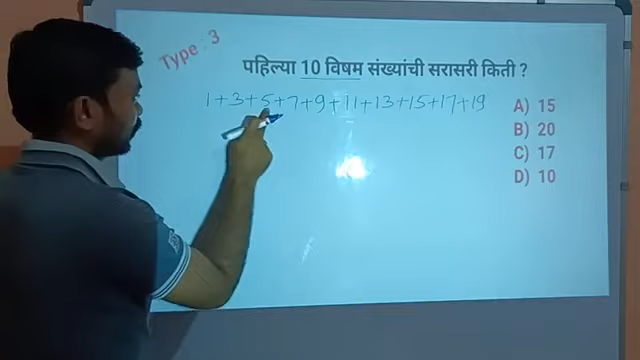 Type : 3
पहिल्या 10 विषम संख्यांची सरासरी किती ?
1+3+5+7+9+11+13+15+17+19
A) 15
B) 20
C) 17
D) 10